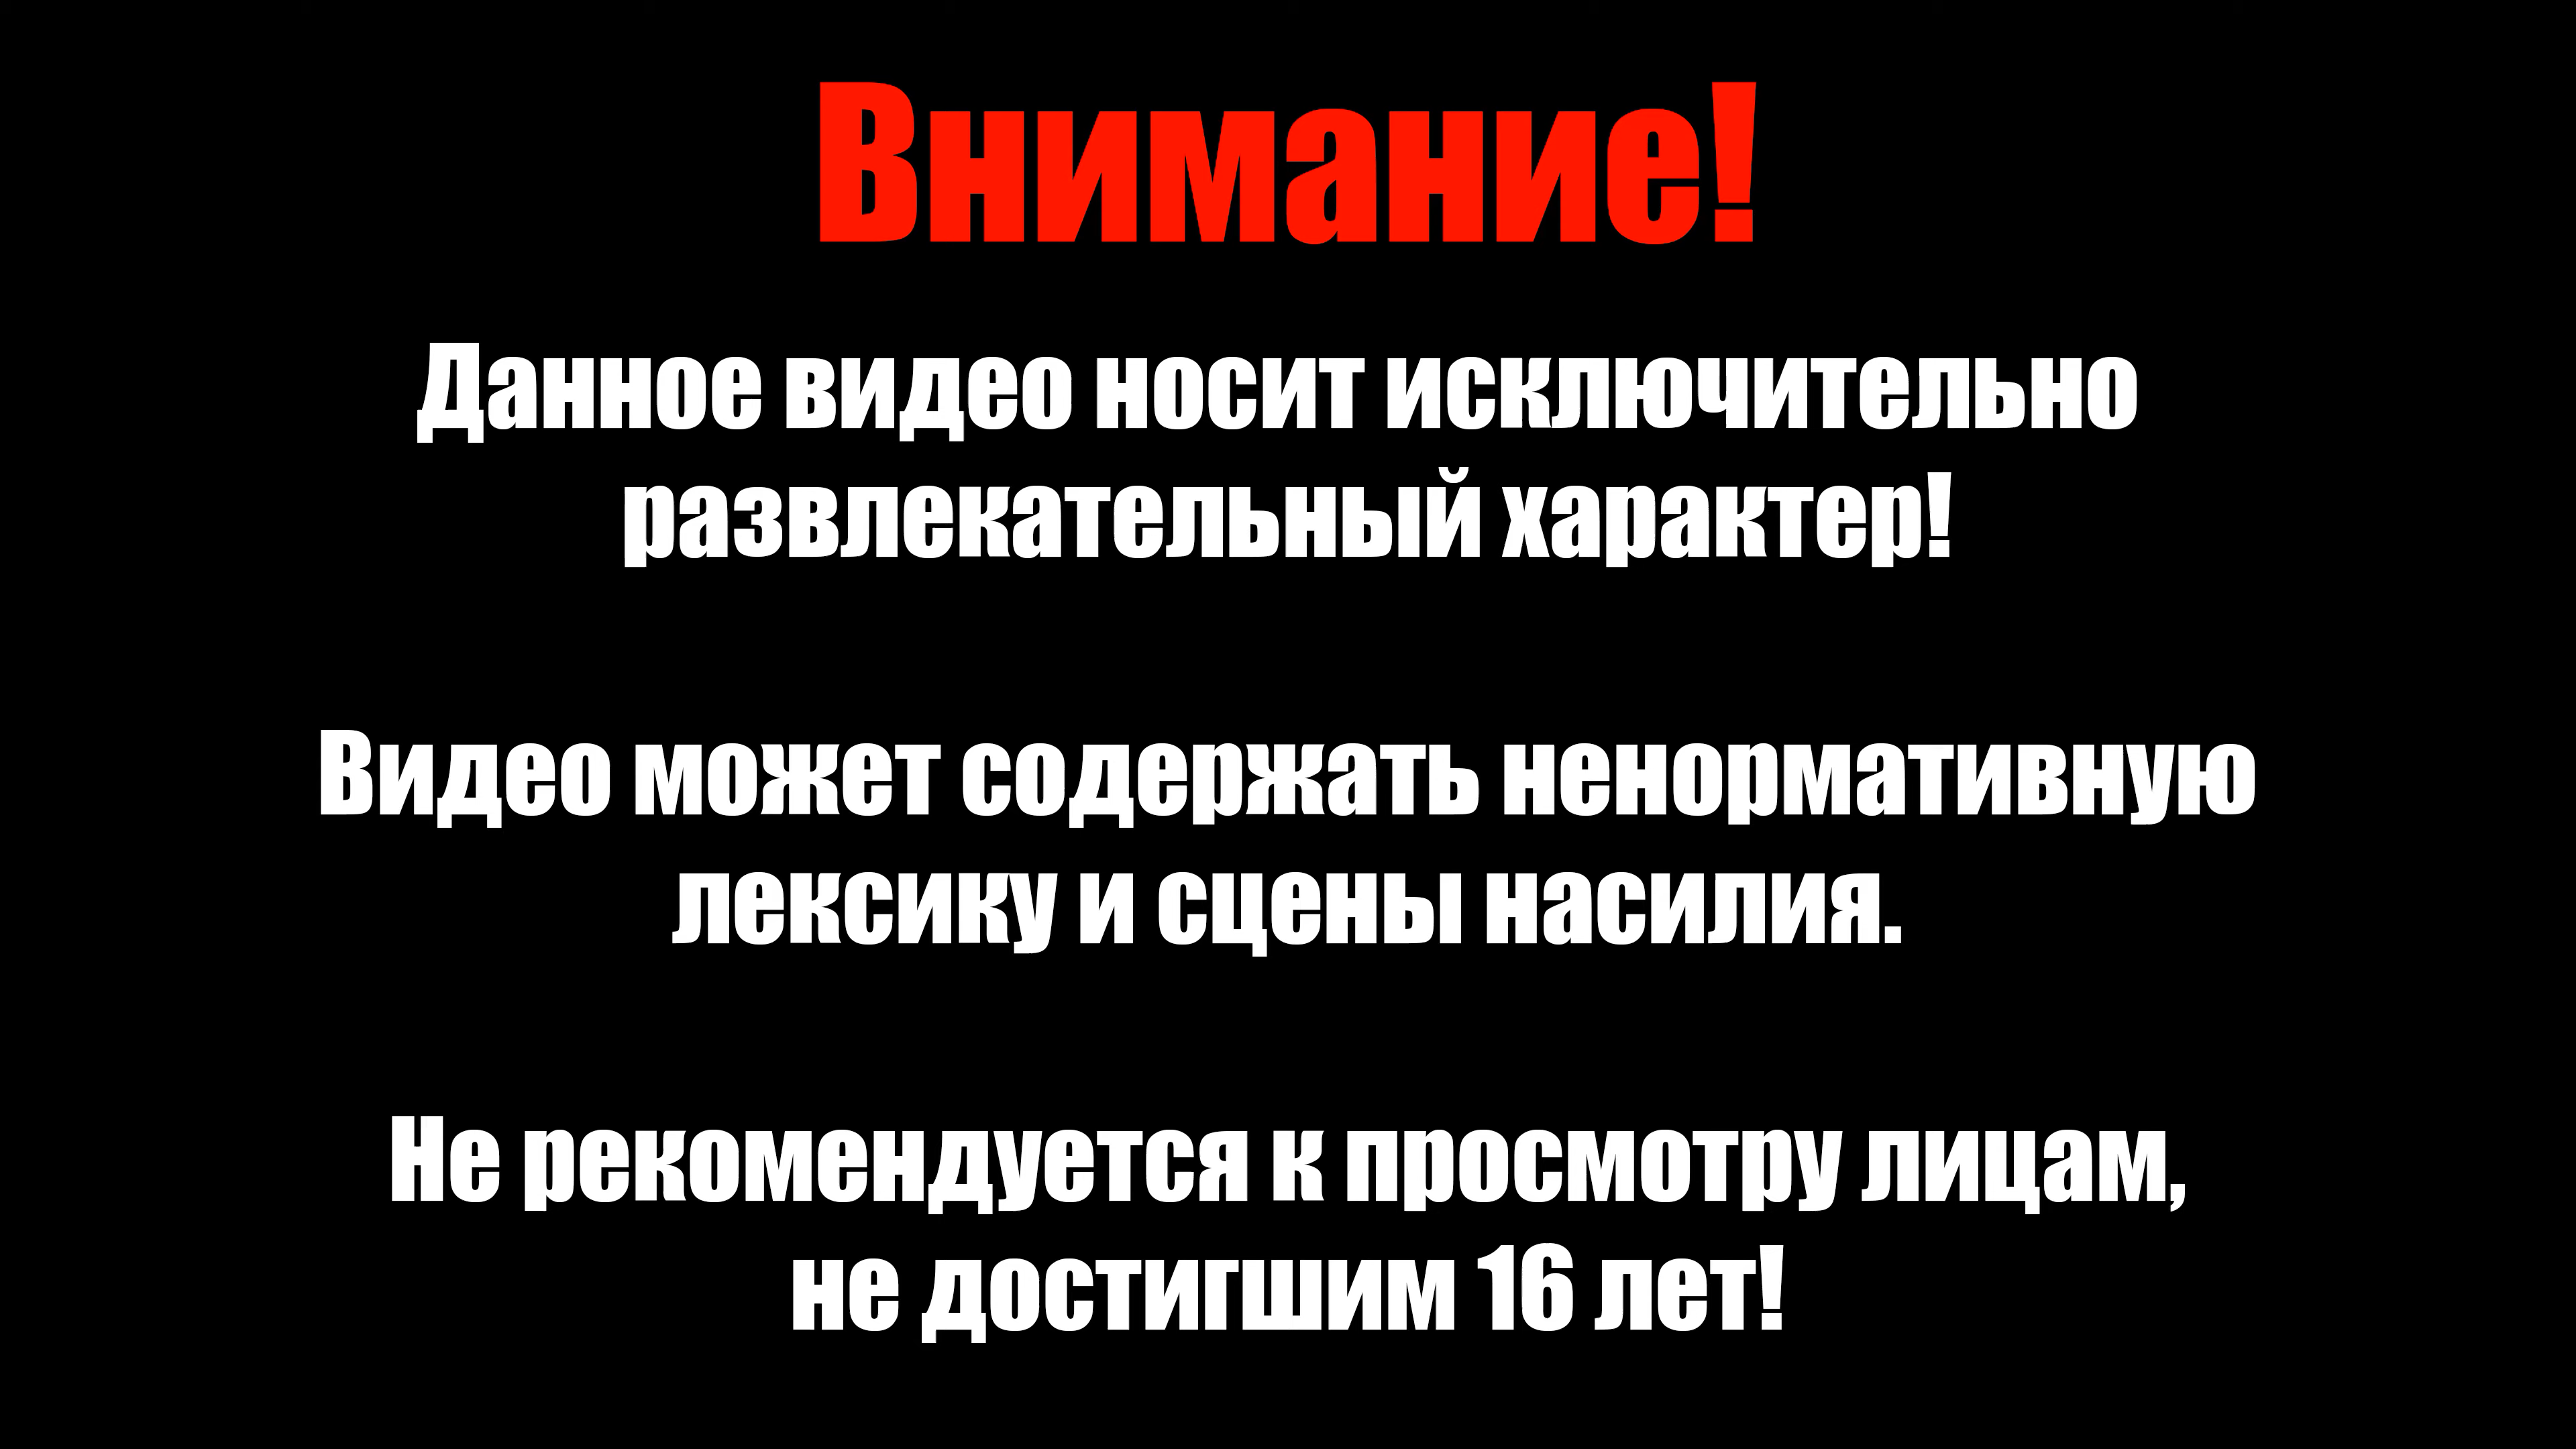 Внимание!
Данное видео носит исключительно
развлекательный характер!
Видео может содержать ненормативную
лексику и сцены насилия.
Не рекомендуется к просмотру лицам,
не достигшим 16 лет!